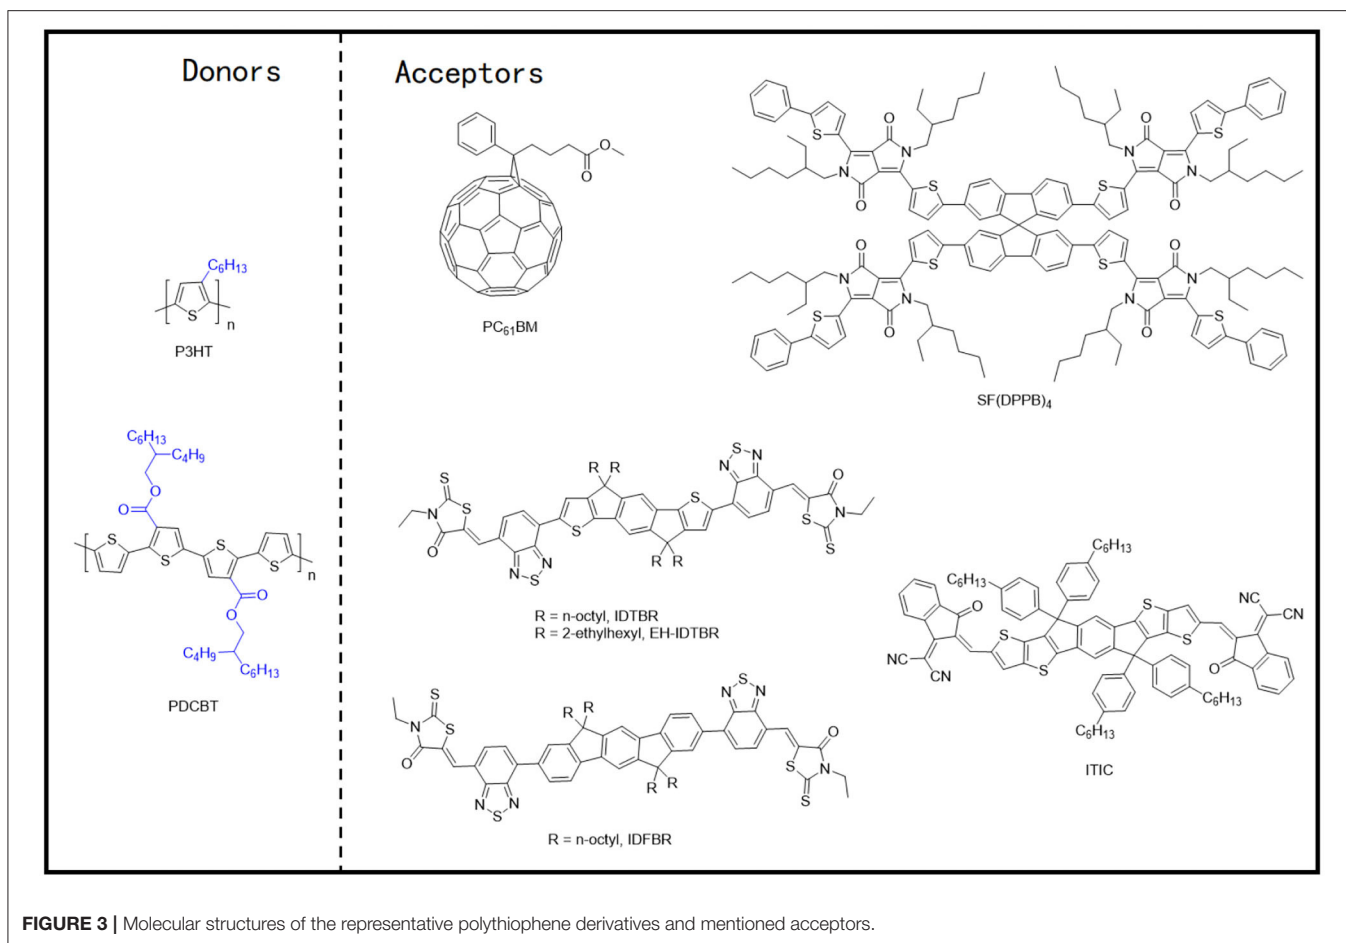 Donors
Acceptors
C6H13
S
n
P3HT
C6H13
C4H9
O
O
S
S
S
S
n
O
O
C4H9
C6H13
PDCBT
O
O
PC61BM
S
O
N
N
O
S
S
O
N
N
O
S
S
O
N
N
O
S
S
O
N
N
O
S
SF(DPPB)4
S
N
S
O
N
S
N
S
R R
S
R R
N
S
N
O
S
N
S
R = n-octyl, IDTBR
R = 2-ethylhexyl, EH-IDTBR
S
N
S
O
N
S
N
R
R
R
R
N
S
N
O
S
N
S
R = n-octyl, IDFBR
C6H13
C6H13
O
NC
CN
S
S
S
S
NC
CN
O
C6H13
C6H13
ITIC
FIGURE 3 | Molecular structures of the representative polythiophene derivatives and mentioned acceptors.